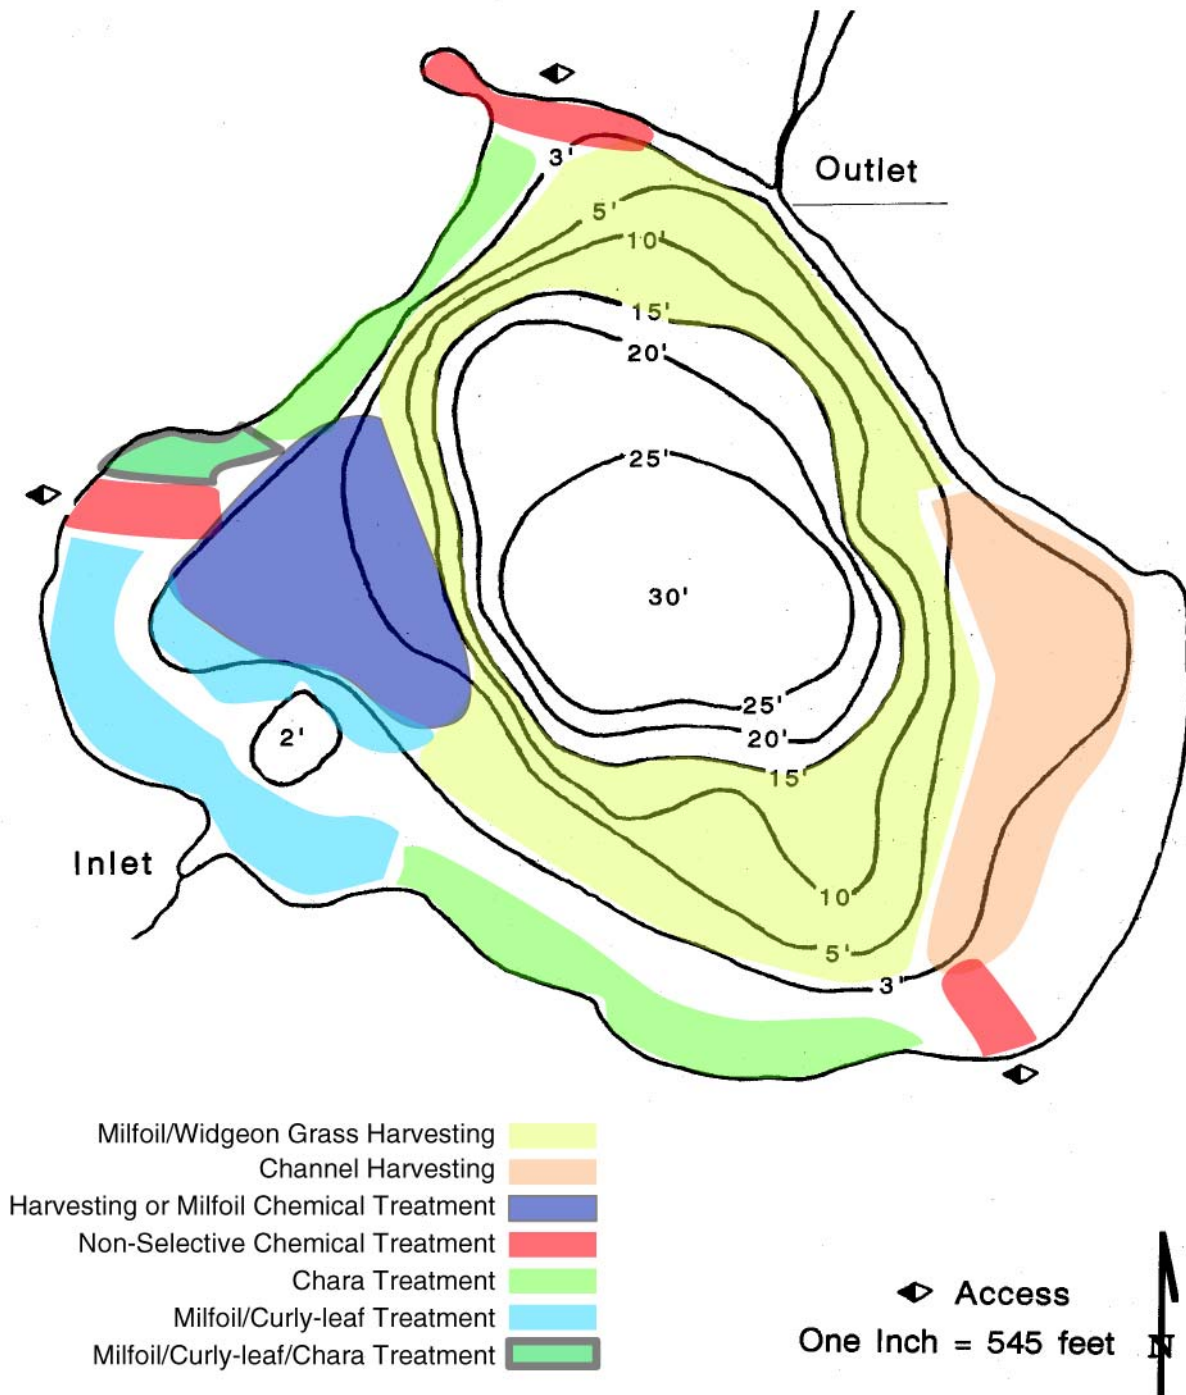 Outlet
3'
5'
10'
15'
20'
25'
30'
25'
20'
15'
2'
Inlet
10
5'
3'
Milfoil/Widgeon Grass Harvesting
Channel Harvesting
Harvesting or Milfoil Chemical Treatment
Non-Selective Chemical Treatment
Chara Treatment
Milfoil/Curly-leaf Treatment
Milfoil/Curly-leaf/Chara Treatment
Access
One Inch = 545 feet
N